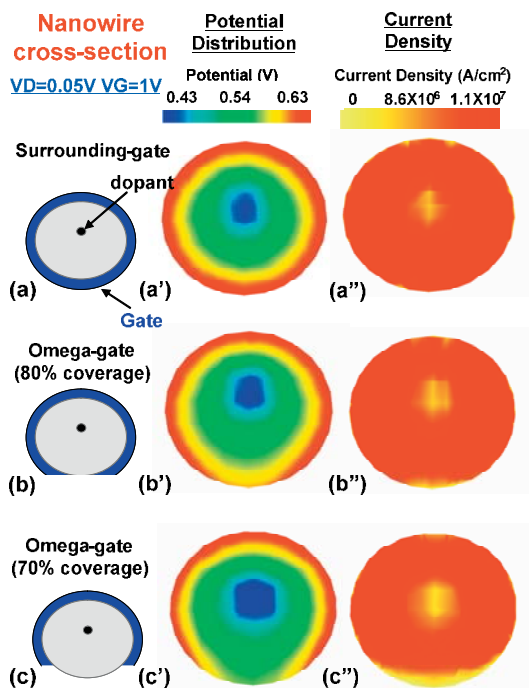 Nanowire
cross-section
VD=0.05V VG=1V
Potential
Distribution
Potential (V)
0.43 0.54 0.63
Current
Density
Current Density (A/cm²)
0 8.6X10⁶ 1.1X10⁷
Surrounding-gate
dopant
(a) (a') (a'')
Gate
Omega-gate
(80% coverage)
(b) (b') (b'')
Omega-gate
(70% coverage)
(c) (c') (c'')